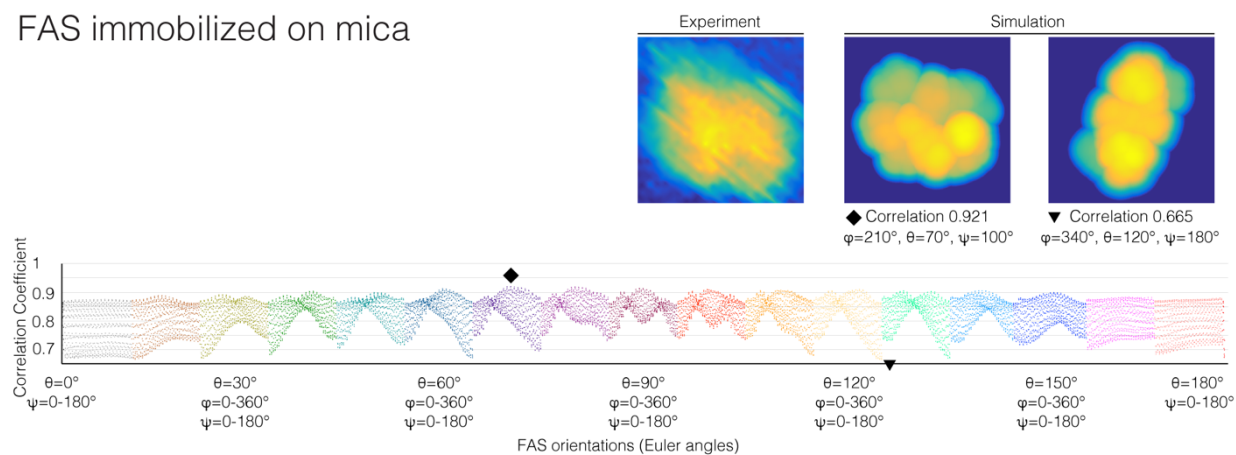 FAS immobilized on mica
Experiment
Simulation
◆ Correlation 0.921
φ=210°, θ=70°, ψ=100°
▼ Correlation 0.665
φ=340°, θ=120°, ψ=180°
Correlation Coefficient
1
0.9
0.8
0.7
θ=0°
ψ=0-180°
θ=30°
φ=0-360°
ψ=0-180°
θ=60°
φ=0-360°
ψ=0-180°
θ=90°
φ=0-360°
ψ=0-180°
θ=120°
φ=0-360°
ψ=0-180°
θ=150°
φ=0-360°
ψ=0-180°
θ=180°
ψ=0-180°
FAS orientations (Euler angles)